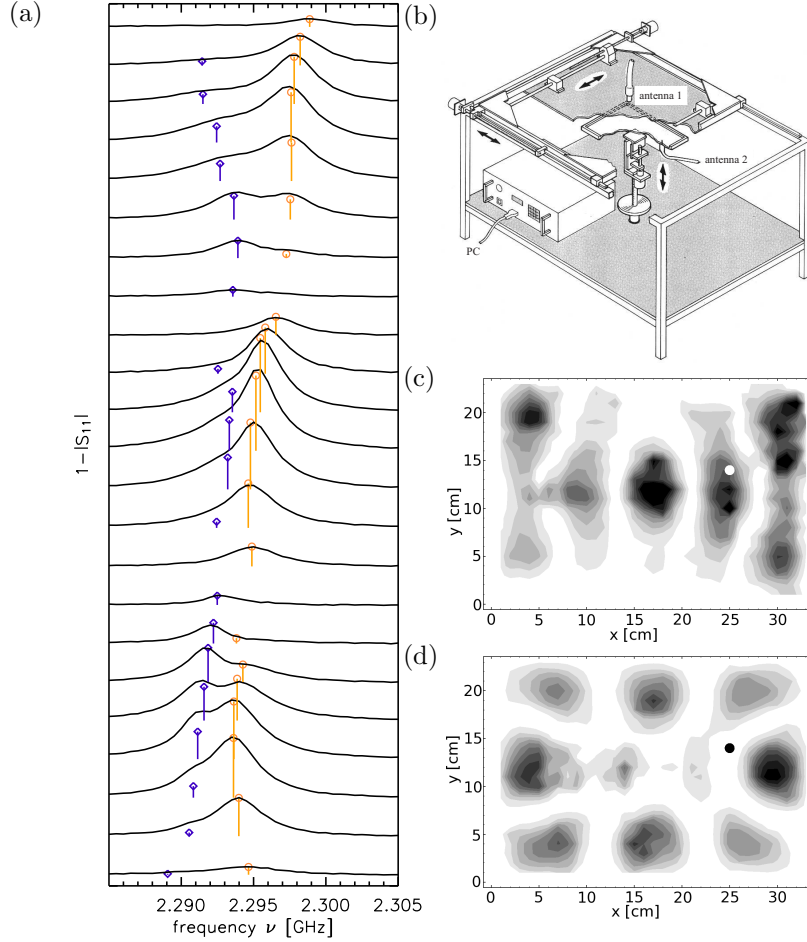 (a)
1−|S₁₁|
2.290 2.295 2.300 2.305
frequency ν [GHz]
(b)
antenna 1
antenna 2
PC
(c)
20
15
10
5
0
y [cm]
0 5 10 15 20 25 30
x [cm]
(d)
20
15
10
5
0
y [cm]
0 5 10 15 20 25 30
x [cm]